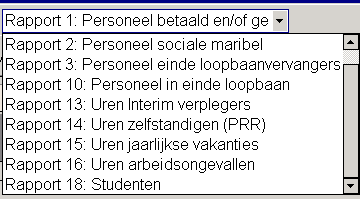 Rapport 1: Personeel betaald en/of ge
Rapport 2: Personeel sociale maribel
Rapport 3: Personeel einde loopbaanvervangers
Rapport 10: Personeel in einde loopbaan
Rapport 13: Uren Interim verplegers
Rapport 14: Uren zelfstandigen (PRR)
Rapport 15: Uren jaarlijkse vakanties
Rapport 16: Uren arbeidsongevallen
Rapport 18: Studenten